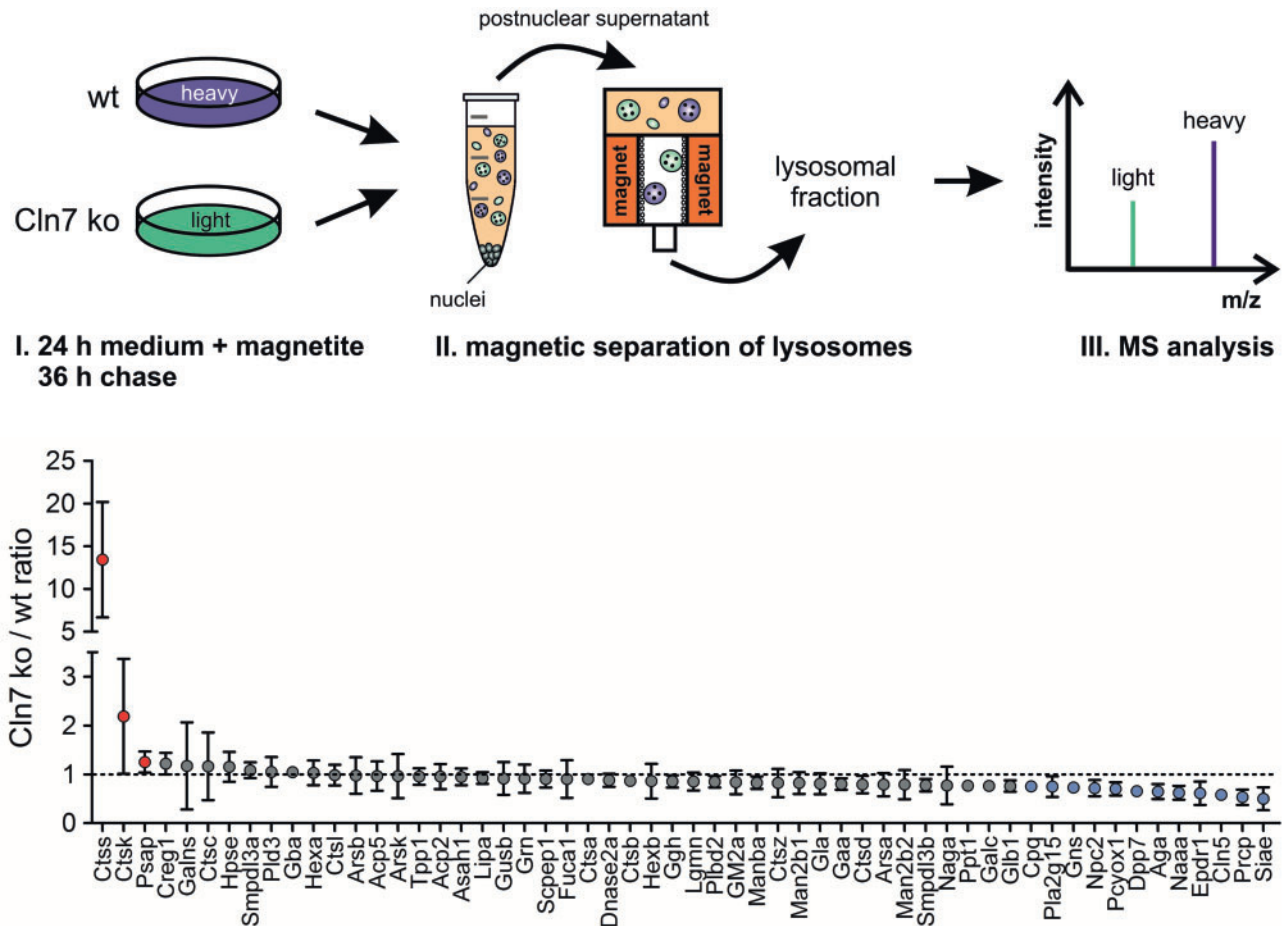 postnuclear supernatant
wt
heavy
Cln7 ko
light
nuclei
magnet
magnet
lysosomal
fraction
intensity
light
heavy
m/z
I. 24 h medium + magnetite
36 h chase
II. magnetic separation of lysosomes
III. MS analysis
Cln7 ko / wt ratio
25
20
15
10
5
3
2
1
0
Ctss
Ctsk
Psap
Creg1
Galns
Ctsc
Hpse
Smpdl3a
Pld3
Gba
Hexa
Ctsl
Arsb
Acp5
Arsk
Tpp1
Acp2
Asah1
Lipa
Gusb
Grn
Scpep1
Fuca1
Ctsa
Dnase2a
Ctsb
Hexb
Ggh
Lgmn
Plbd2
GM2a
Manba
Ctsz
Man2b1
Gla
Gaa
Ctsd
Arsa
Man2b2
Smpdl3b
Naga
Ppt1
Galc
Glb1
Cpq
Pla2g15
Gns
Npc2
Pcyox1
Dpp7
Aga
Naaa
Epdr1
Cln5
Prcp
Siae